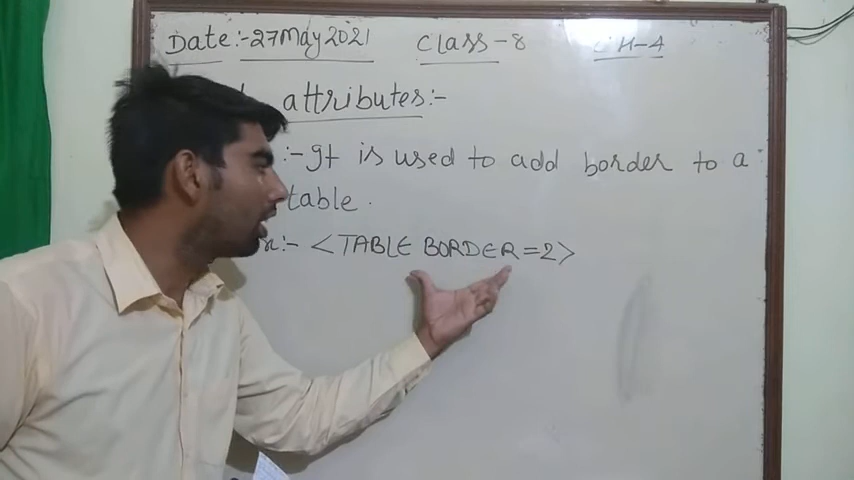 Date:-27May2021 Class-8 CH-4
attributes:-
:-It is used to add border to a
table.
:- <TABLE BORDER=2>